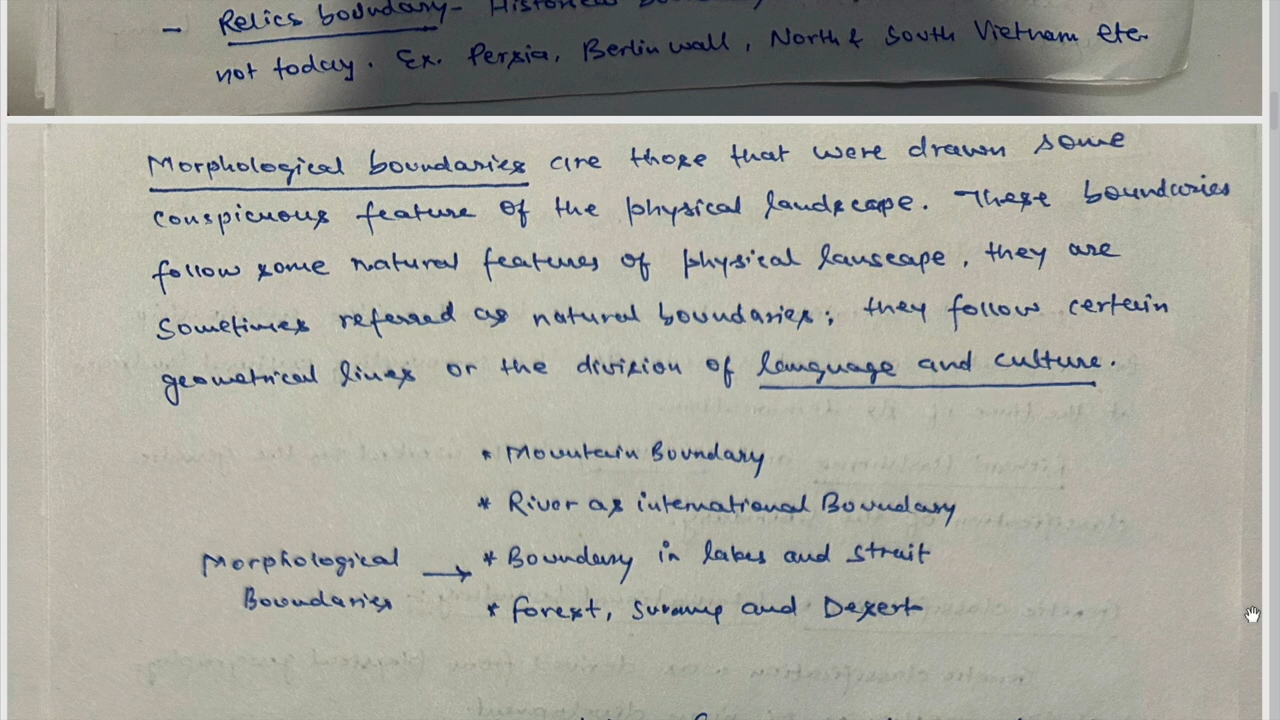 - Relics boundary - Historical
not today. Ex. Persia, Berlin wall, North & South Vietnam etc.
Morphological boundaries are those that were drawn some
conspicuous feature of the physical landscape. These boundaries
follow some natural features of physical lanscape, they are
sometimes referred as natural boundaries; they follow certain
geometrical lines or the division of language and culture.
* Mountain Boundary
* River as international Boundary
Morphological Boundaries → * Boundary in lakes and strait
* Forest, swamp and Desert